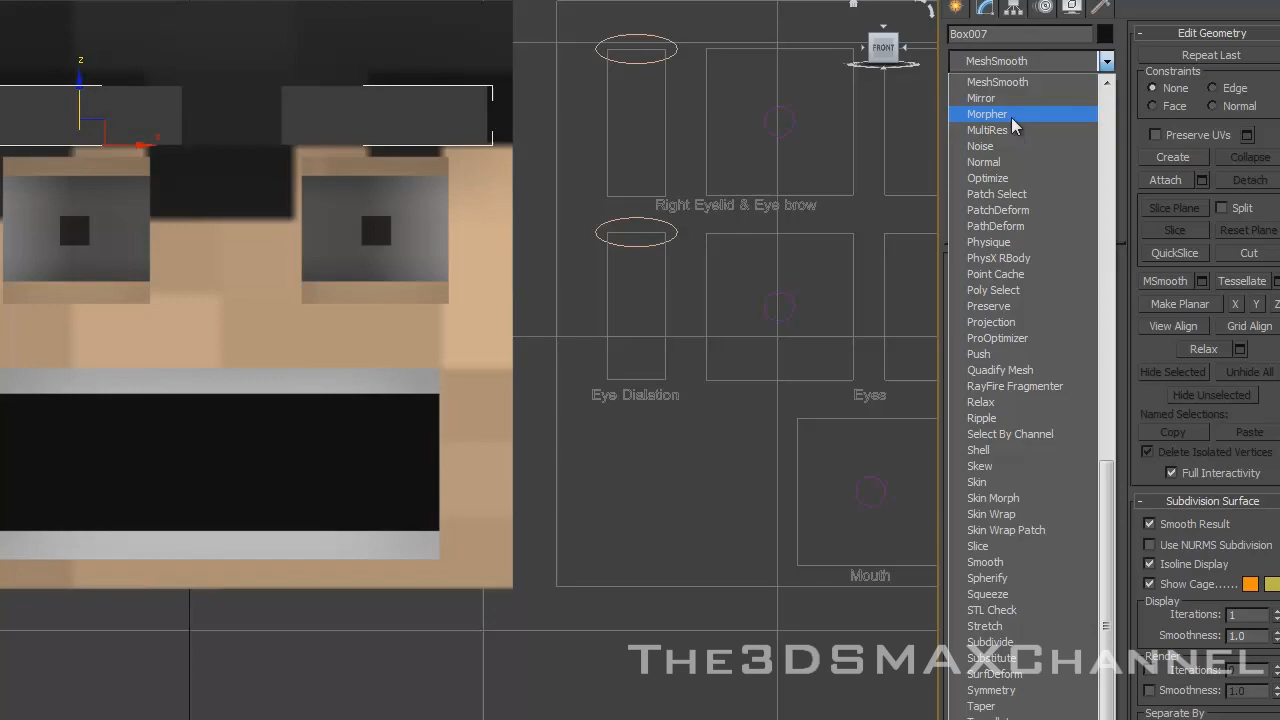 z
x
FRONT
Right Eyelid & Eye brow
Eye Dialation
Eyes
Mouth
Box007
MeshSmooth
MeshSmooth
Mirror
Morpher
MultiRes
Noise
Normal
Optimize
Patch Select
PatchDeform
PathDeform
Physique
PhysX RBody
Point Cache
Poly Select
Preserve
Projection
ProOptimizer
Push
Quadify Mesh
RayFire Fragmenter
Relax
Ripple
Select By Channel
Shell
Skew
Skin
Skin Morph
Skin Wrap
Skin Wrap Patch
Slice
Smooth
Spherify
Squeeze
STL Check
Stretch
Subdivide
Substitute
SurfDeform
Symmetry
Taper
- Edit Geometry
Repeat Last
Constraints
None Edge
Face Normal
Preserve UVs
Create Collapse
Attach Detach
Slice Plane Split
Slice Reset Plane
QuickSlice Cut
MSmooth Tessellate
Make Planar X Y Z
View Align Grid Align
Relax
Hide Selected Unhide All
Hide Unselected
Named Selections:
Copy Paste
Delete Isolated Vertices
Full Interactivity
- Subdivision Surface
Smooth Result
Use NURMS Subdivision
Isoline Display
Show Cage......
Display
Iterations: 1
Smoothness: 1.0
Render
Iterations:
Smoothness: 1.0
Separate By
The3DSMAXChannel